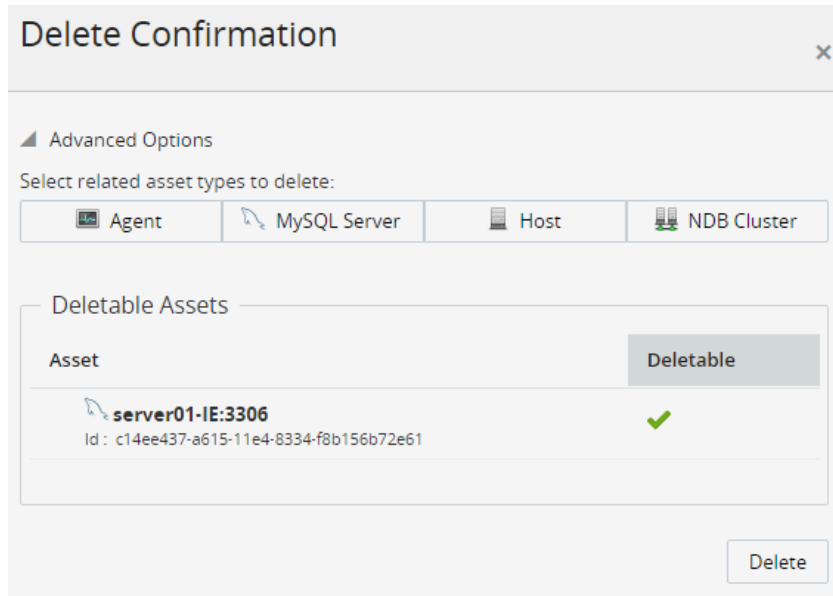 Delete Confirmation
×
Advanced Options
Select related asset types to delete:
Agent MySQL Server Host NDB Cluster
Deletable Assets
Asset Deletable
server01-IE:3306
Id : c14ee437-a615-11e4-8334-f8b156b72e61
Delete